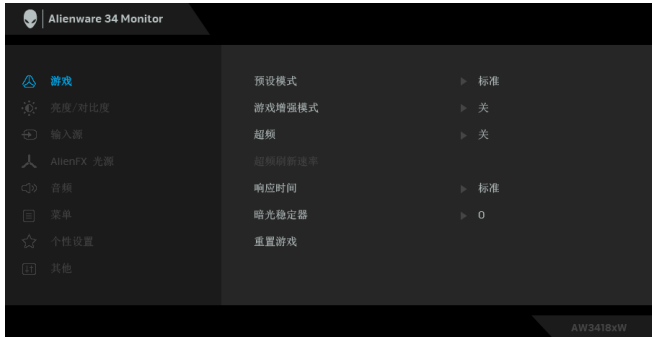 Alienware 34 Monitor
游戏
预设模式 标准
亮度/对比度
游戏增强模式 关
输入源
超频 关
AlienFX 光源
超频刷新速率
音频
响应时间 标准
菜单
暗光稳定器 0
个性设置
重置游戏
其他
AW3418xW